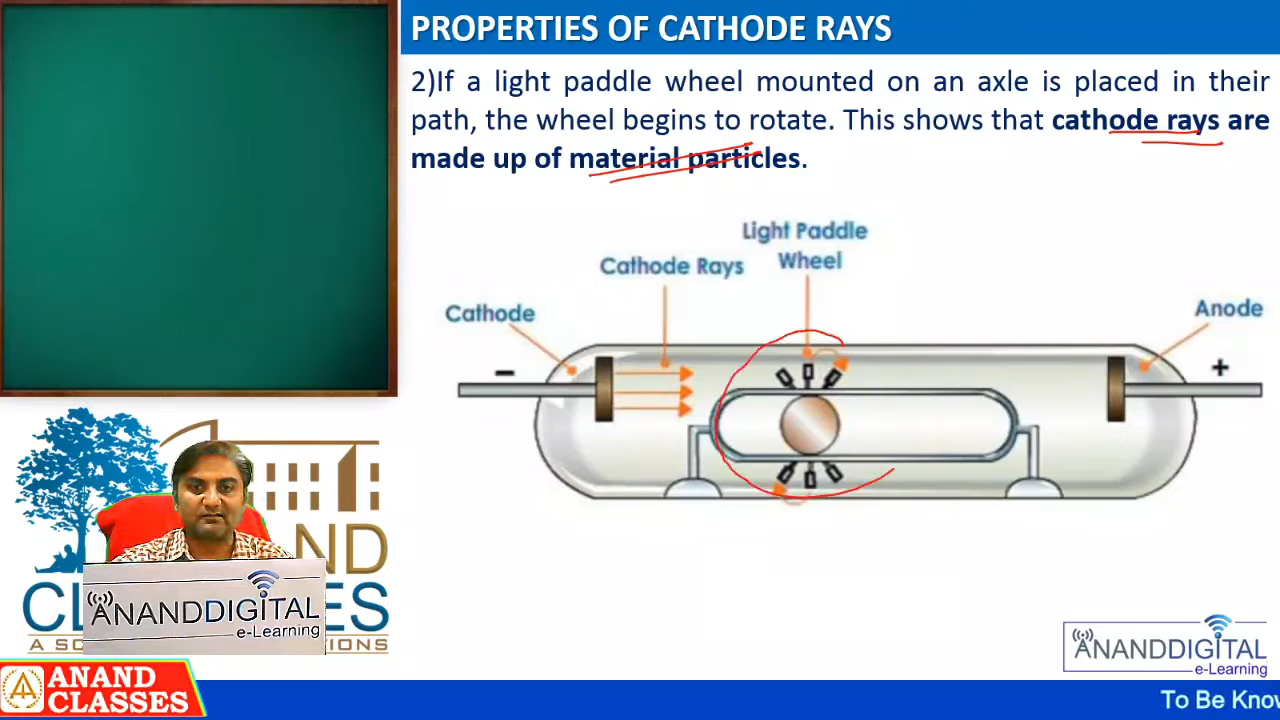 PROPERTIES OF CATHODE RAYS
2)If a light paddle wheel mounted on an axle is placed in their
path, the wheel begins to rotate. This shows that cathode rays are
made up of material particles.
Light Paddle
Wheel
Cathode Rays
Cathode
Anode
−
+
ANANDDIGITAL
e-Learning
ANANDDIGITAL
e-Learning
ANAND
CLASSES
To Be Know